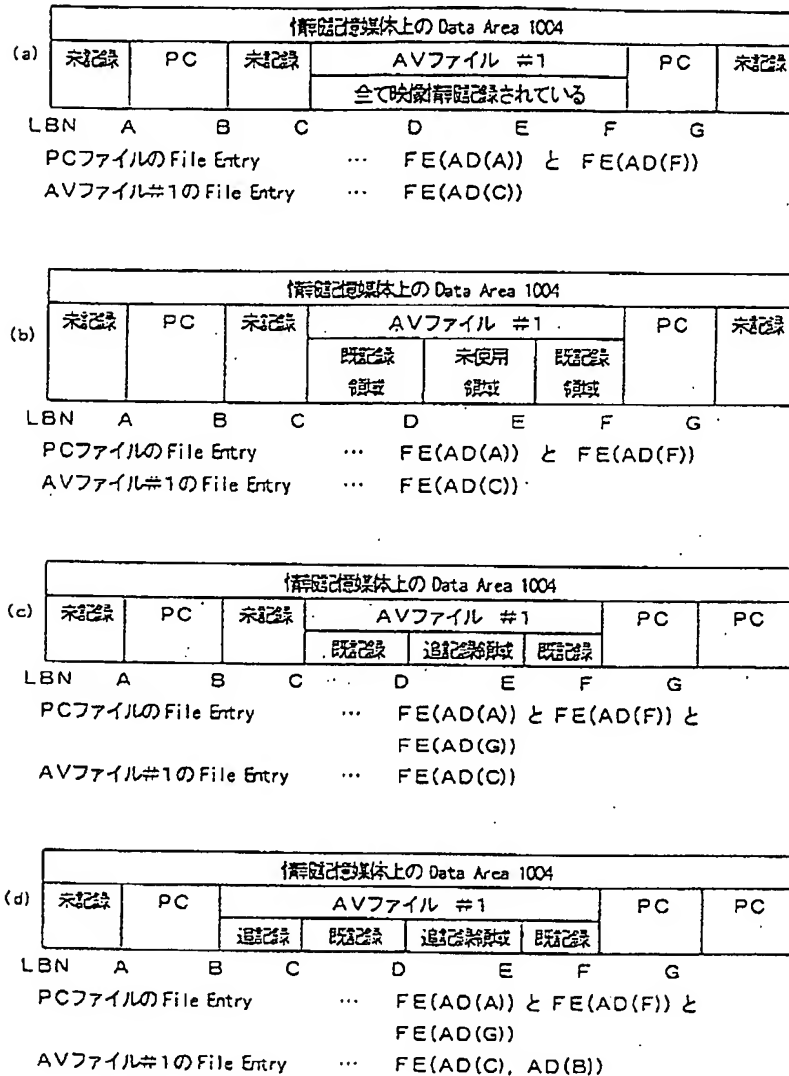 情報記憶媒体上の Data Area 1004
(a) 未記録 PC 未記録 AVファイル #1 PC 未記録
全て映像情報記録されている
LBN A B C D E F G
PCファイルの File Entry … FE(AD(A)) と FE(AD(F))
AVファイル#1の File Entry … FE(AD(C))
情報記憶媒体上の Data Area 1004
(b) 未記録 PC 未記録 AVファイル #1 PC 未記録
既記録 未使用 既記録
領域 領域 領域
LBN A B C D E F G
PCファイルの File Entry … FE(AD(A)) と FE(AD(F))
AVファイル#1の File Entry … FE(AD(C))
情報記憶媒体上の Data Area 1004
(c) 未記録 PC 未記録 AVファイル #1 PC PC
既記録 追記録領域 既記録
LBN A B C D E F G
PCファイルの File Entry … FE(AD(A)) と FE(AD(F)) と
FE(AD(G))
AVファイル#1の File Entry … FE(AD(C))
情報記憶媒体上の Data Area 1004
(d) 未記録 PC AVファイル #1 PC PC
追記録 既記録 追記録領域 既記録
LBN A B C D E F G
PCファイルの File Entry … FE(AD(A)) と FE(AD(F)) と
FE(AD(G))
AVファイル#1の File Entry … FE(AD(C), AD(B))